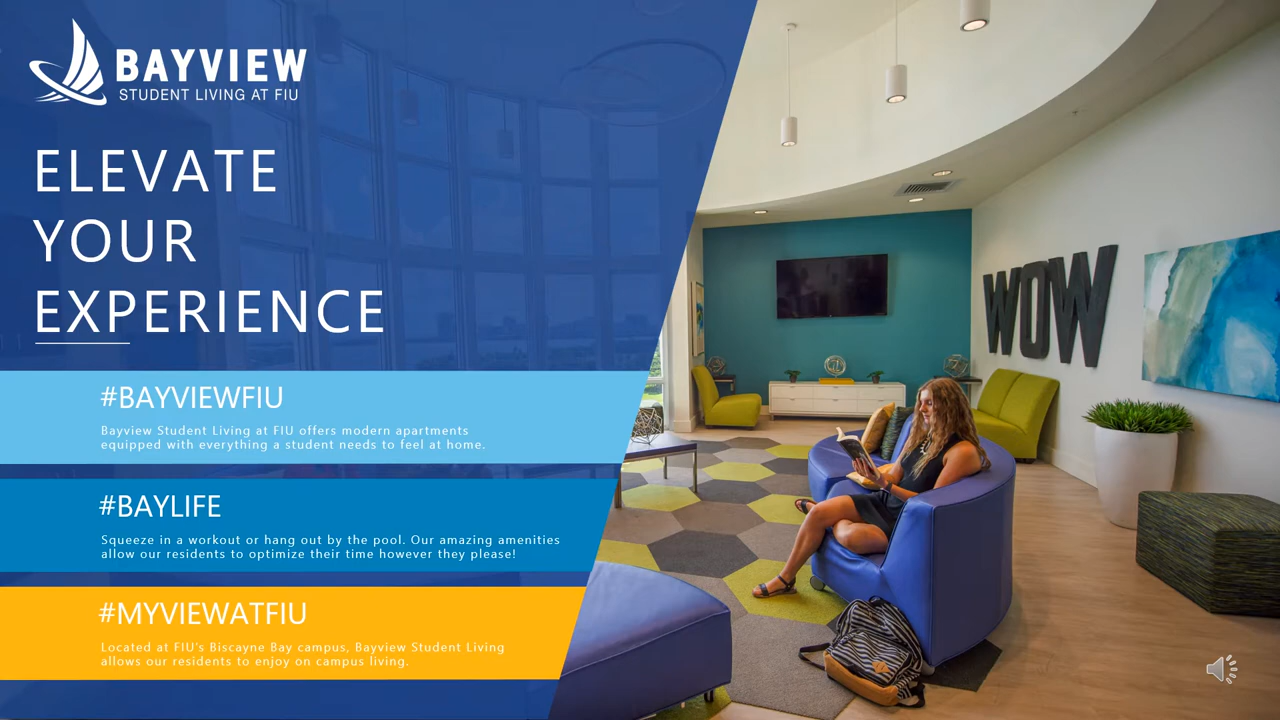 BAYVIEW
STUDENT LIVING AT FIU
ELEVATE
YOUR
EXPERIENCE
#BAYVIEWFIU
Bayview Student Living at FIU offers modern apartments
equipped with everything a student needs to feel at home.
#BAYLIFE
Squeeze in a workout or hang out by the pool. Our amazing amenities
allow our residents to optimize their time however they please!
#MYVIEWATFIU
Located at FIU's Biscayne Bay campus, Bayview Student Living
allows our residents to enjoy on campus living.
WOW